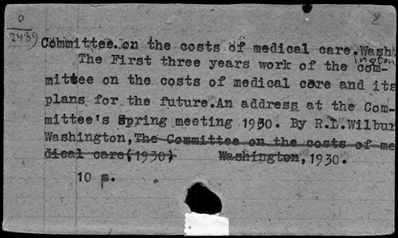 0
2489
Committee.on the costs of medical care.Washington
The First three years work of the com-
mittee on the costs of medical care and its
plans for the future.An address at the Com-
mittee's Spring meeting 1930. By R.L.Wilbur
Washington,The Committee on the costs of me
dical care(1930) Washington,1930.
10 p.